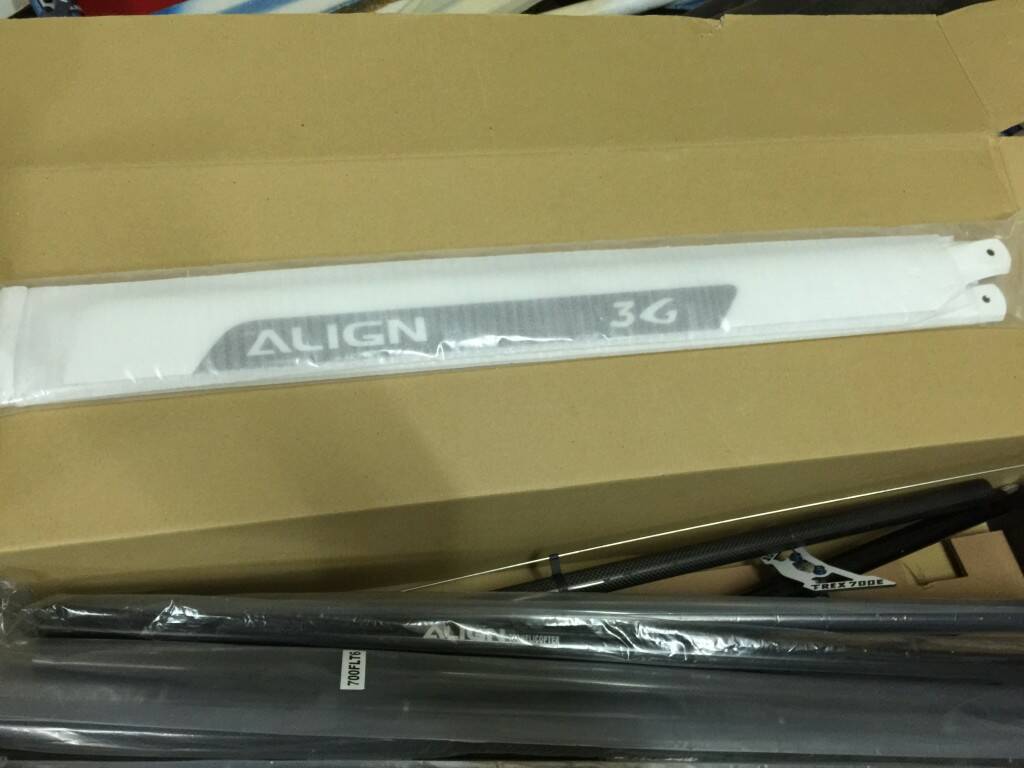 ALIGN 3G
TREX 700E
ALIGN
700FLT6